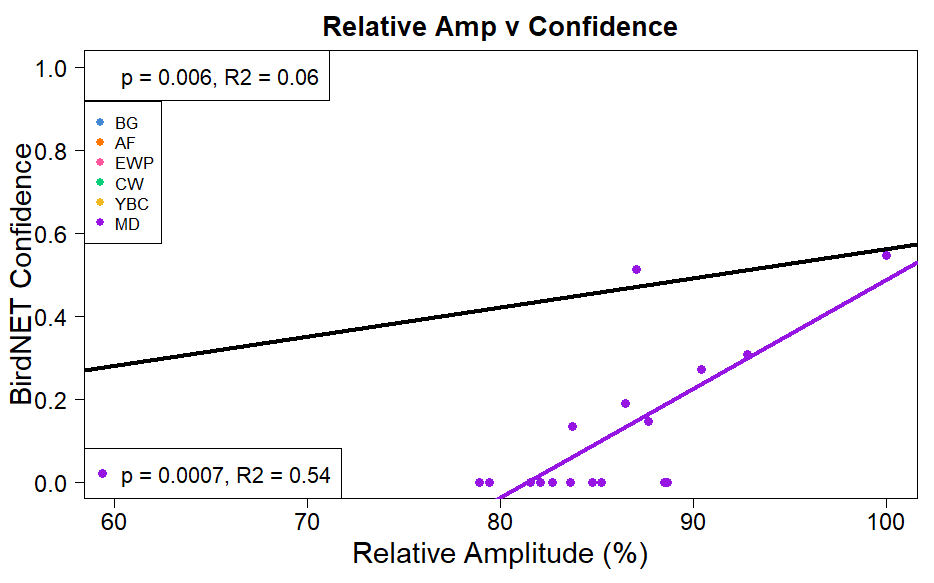 Relative Amp v Confidence
p = 0.006, R2 = 0.06
BG
AF
EWP
CW
YBC
MD
p = 0.0007, R2 = 0.54
BirdNET Confidence
1.0
0.8
0.6
0.4
0.2
0.0
60 70 80 90 100
Relative Amplitude (%)